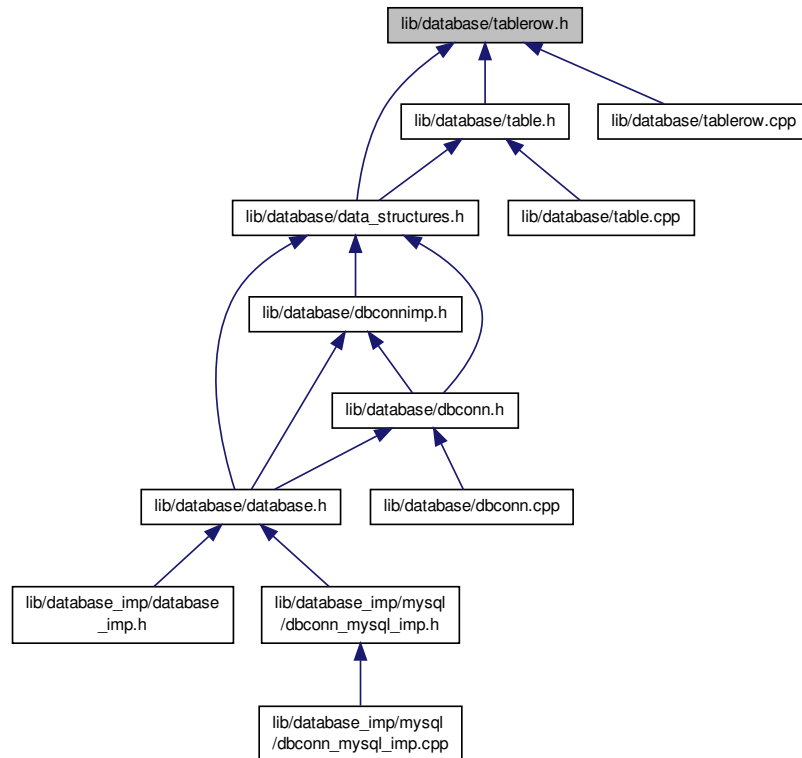 lib/database/tablerow.h
lib/database/table.h
lib/database/tablerow.cpp
lib/database/data_structures.h
lib/database/table.cpp
lib/database/dbconnimp.h
lib/database/dbconn.h
lib/database/database.h
lib/database/dbconn.cpp
lib/database_imp/database
_imp.h
lib/database_imp/mysql
/dbconn_mysql_imp.h
lib/database_imp/mysql
/dbconn_mysql_imp.cpp